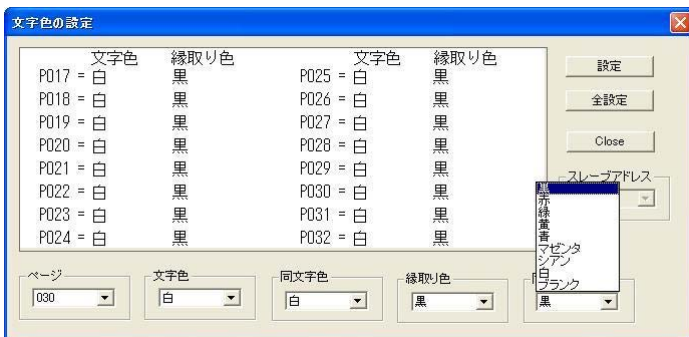 文字色の設定
文字色 縁取り色 文字色 縁取り色
P017 = 白 黒 P025 = 白 黒
P018 = 白 黒 P026 = 白 黒
P019 = 白 黒 P027 = 白 黒
P020 = 白 黒 P028 = 白 黒
P021 = 白 黒 P029 = 白 黒
P022 = 白 黒 P030 = 白 黒
P023 = 白 黒 P031 = 白 黒
P024 = 白 黒 P032 = 白 黒
設定
全設定
Close
スレーブアドレス
黒
赤
緑
黄
青
マゼンタ
シアン
白
ブランク
ページ 文字色 同文字色 縁取り色
030 白 白 黒 黒